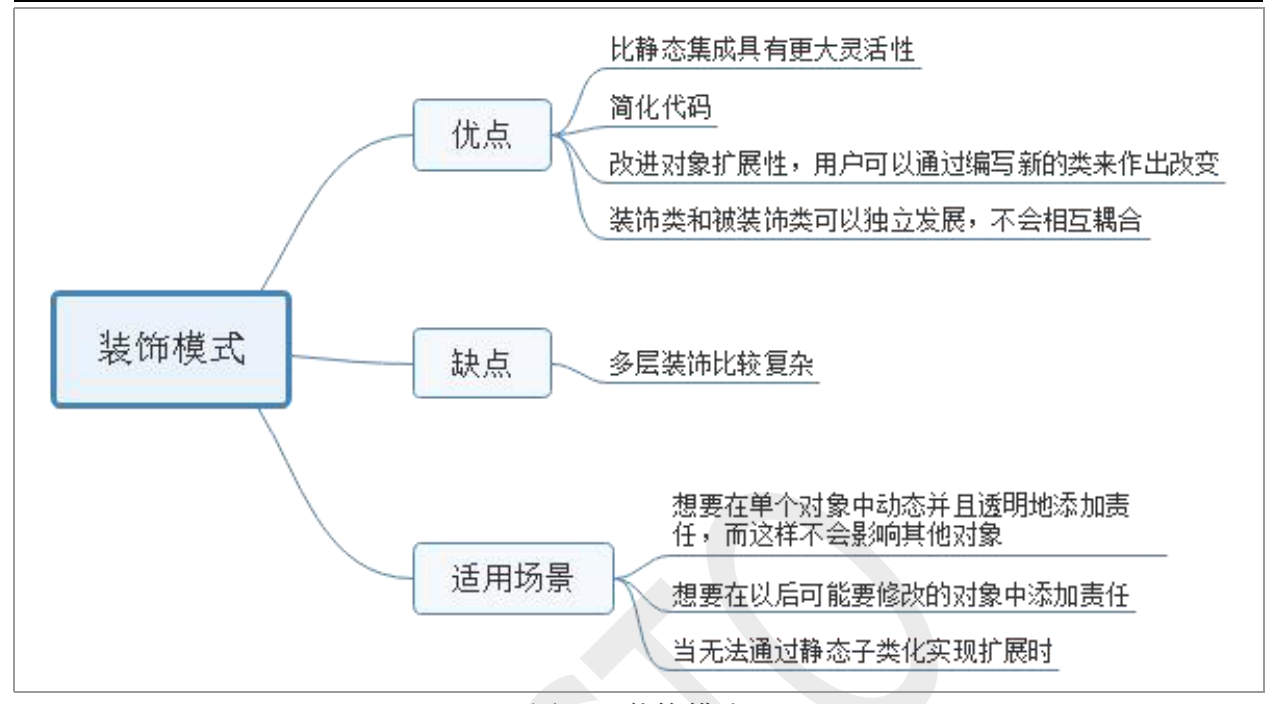 比静态集成具有更大灵活性
简化代码
优点
改进对象扩展性，用户可以通过编写新的类来作出改变
装饰类和被装饰类可以独立发展，不会相互耦合
装饰模式
缺点
多层装饰比较复杂
想要在单个对象中动态并且透明地添加责
任，而这样不会影响其他对象
适用场景
想要在以后可能要修改的对象中添加责任
当无法通过静态子类化实现扩展时